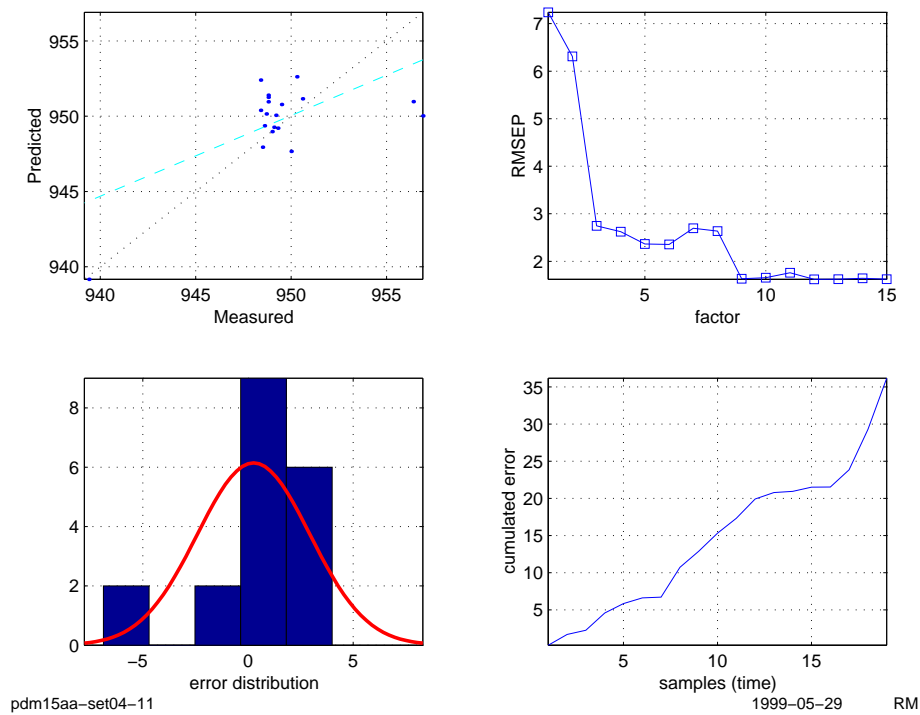 955
950
945
940
Predicted
940 945 950 955
Measured
7
6
5
4
3
2
RMSEP
5 10 15
factor
8
6
4
2
0
−5 0 5
error distribution
35
30
25
20
15
10
5
cumulated error
5 10 15
samples (time)
pdm15aa−set04−11
1999−05−29 RM